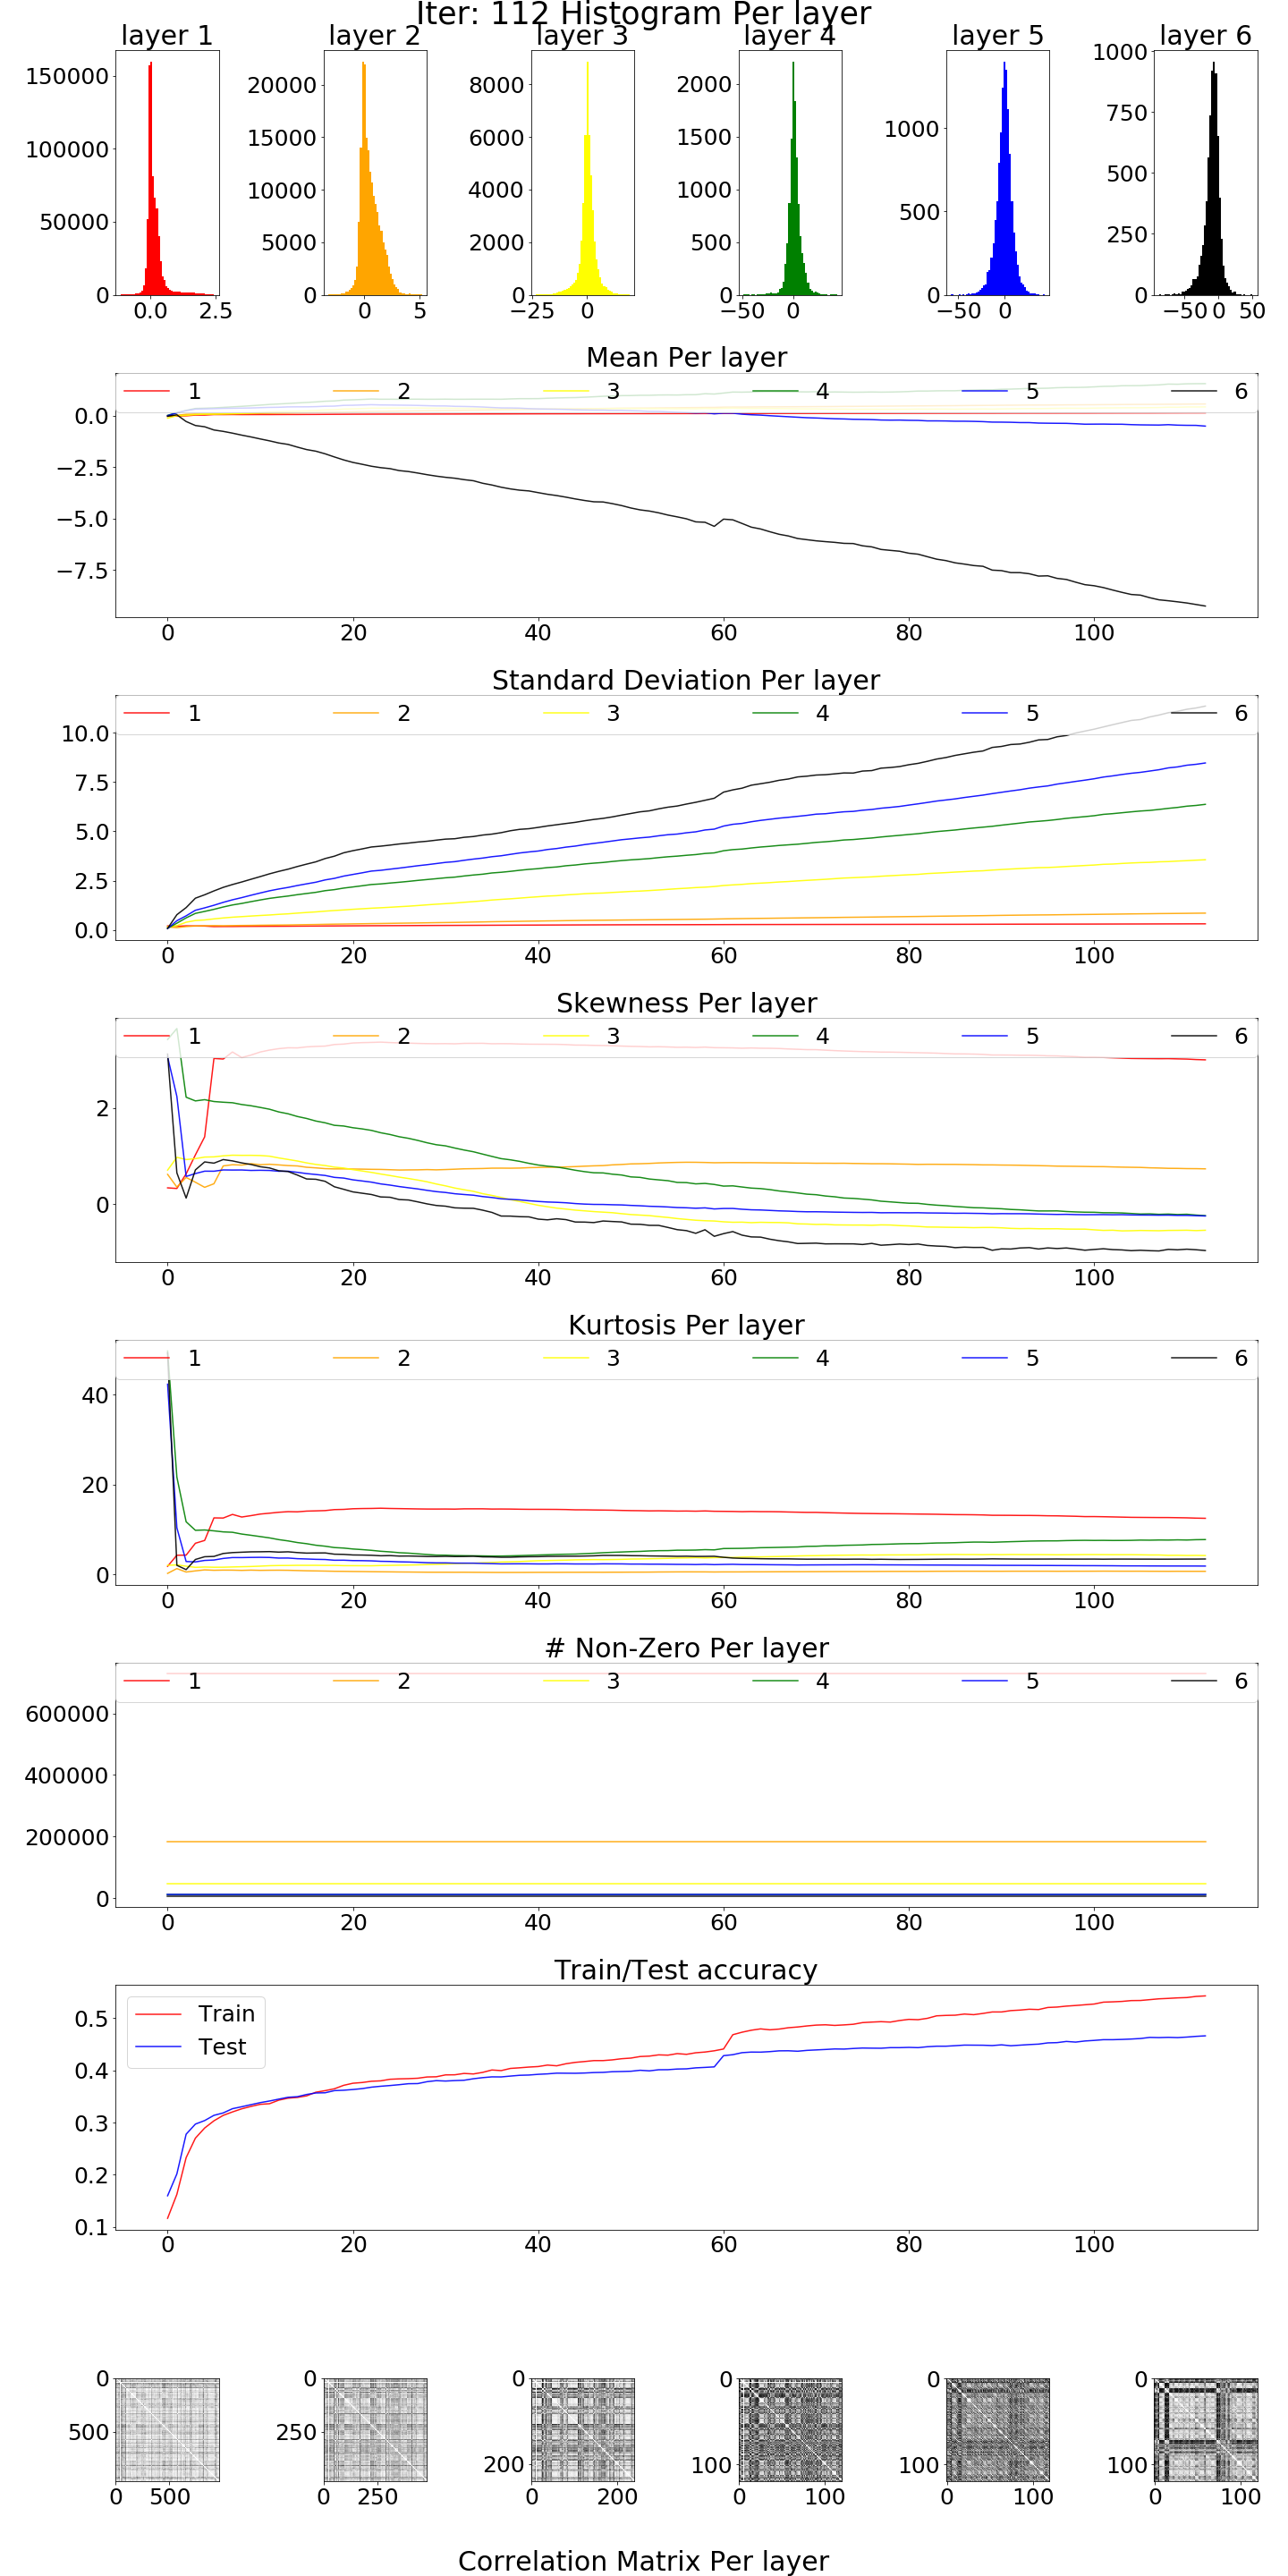 Iter: 112 Histogram Per layer
layer 1 layer 2 layer 3 layer 4 layer 5 layer 6
150000 100000 50000 0
0.0 2.5
20000 15000 10000 5000 0
0 5
8000 6000 4000 2000 0
−25 0
2000 1500 1000 500 0
−50 0
1000 500 0
−50 0
1000 750 500 250 0
−50 0 50
Mean Per layer
1 2 3 4 5 6
0.0
−2.5
−5.0
−7.5
0 20 40 60 80 100
Standard Deviation Per layer
1 2 3 4 5 6
10.0
7.5
5.0
2.5
0.0
0 20 40 60 80 100
Skewness Per layer
1 2 3 4 5 6
2
0
0 20 40 60 80 100
Kurtosis Per layer
1 2 3 4 5 6
40
20
0
0 20 40 60 80 100
# Non-Zero Per layer
1 2 3 4 5 6
600000
400000
200000
0
0 20 40 60 80 100
Train/Test accuracy
Train
Test
0.5
0.4
0.3
0.2
0.1
0 20 40 60 80 100
0 500
0 500
0 250
0 250
0 200
0 200
0 100
0 100
0 100
0 100
0 100
0 100
Correlation Matrix Per layer